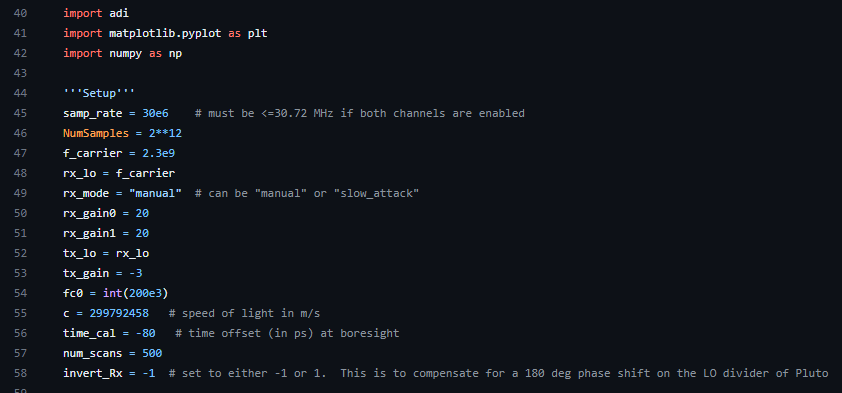 40 import adi
41 import matplotlib.pyplot as plt
42 import numpy as np
43
44 '''Setup'''
45 samp_rate = 30e6    # must be <=30.72 MHz if both channels are enabled
46 NumSamples = 2**12
47 f_carrier = 2.3e9
48 rx_lo = f_carrier
49 rx_mode = "manual"  # can be "manual" or "slow_attack"
50 rx_gain0 = 20
51 rx_gain1 = 20
52 tx_lo = rx_lo
53 tx_gain = -3
54 fc0 = int(200e3)
55 c = 299792458   # speed of light in m/s
56 time_cal = -80   # time offset (in ps) at boresight
57 num_scans = 500
58 invert_Rx = -1  # set to either -1 or 1.  This is to compensate for a 180 deg phase shift on the LO divider of Pluto